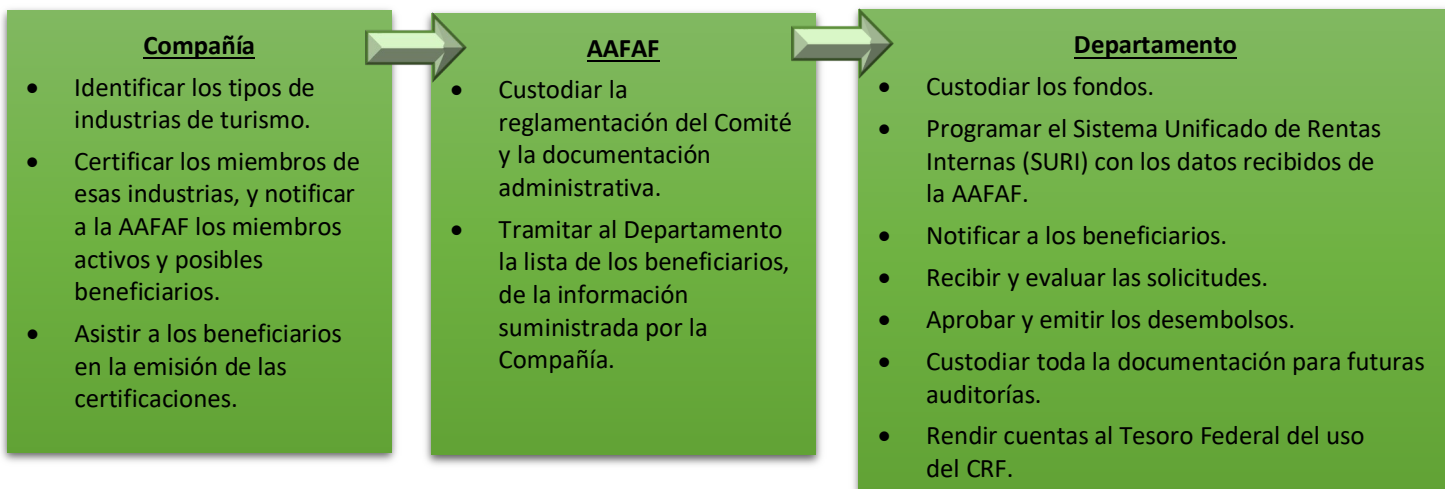 Compañía
• Identificar los tipos de
industrias de turismo.
• Certificar los miembros de
esas industrias, y notificar
a la AAFAF los miembros
activos y posibles
beneficiarios.
• Asistir a los beneficiarios
en la emisión de las
certificaciones.
AAFAF
• Custodiar la
reglamentación del Comité
y la documentación
administrativa.
• Tramitar al Departamento
la lista de los beneficiarios,
de la información
suministrada por la
Compañía.
Departamento
• Custodiar los fondos.
• Programar el Sistema Unificado de Rentas
Internas (SURI) con los datos recibidos de
la AAFAF.
• Notificar a los beneficiarios.
• Recibir y evaluar las solicitudes.
• Aprobar y emitir los desembolsos.
• Custodiar toda la documentación para futuras
auditorías.
• Rendir cuentas al Tesoro Federal del uso
del CRF.